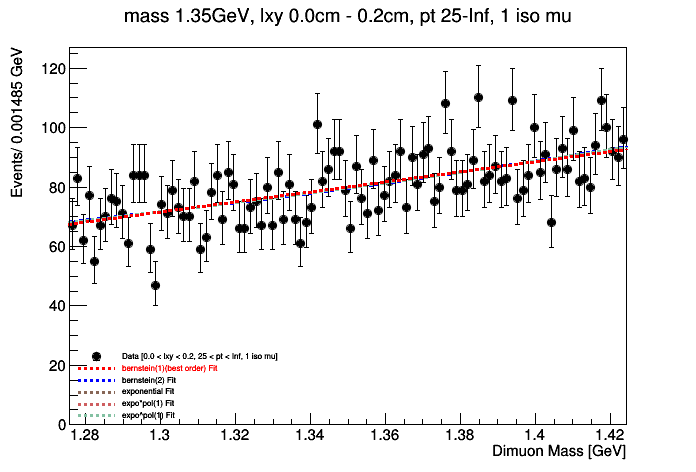 mass 1.35GeV, lxy 0.0cm - 0.2cm, pt 25-Inf, 1 iso mu
Events/ 0.001485 GeV
120
100
80
60
40
20
0
Data [0.0 < lxy < 0.2, 25 < pt < Inf, 1 iso mu]
bernstein(1)(best order) Fit
bernstein(2) Fit
exponential Fit
expo*pol(1) Fit
expo^pol(1) Fit
1.28 1.3 1.32 1.34 1.36 1.38 1.4 1.42
Dimuon Mass [GeV]